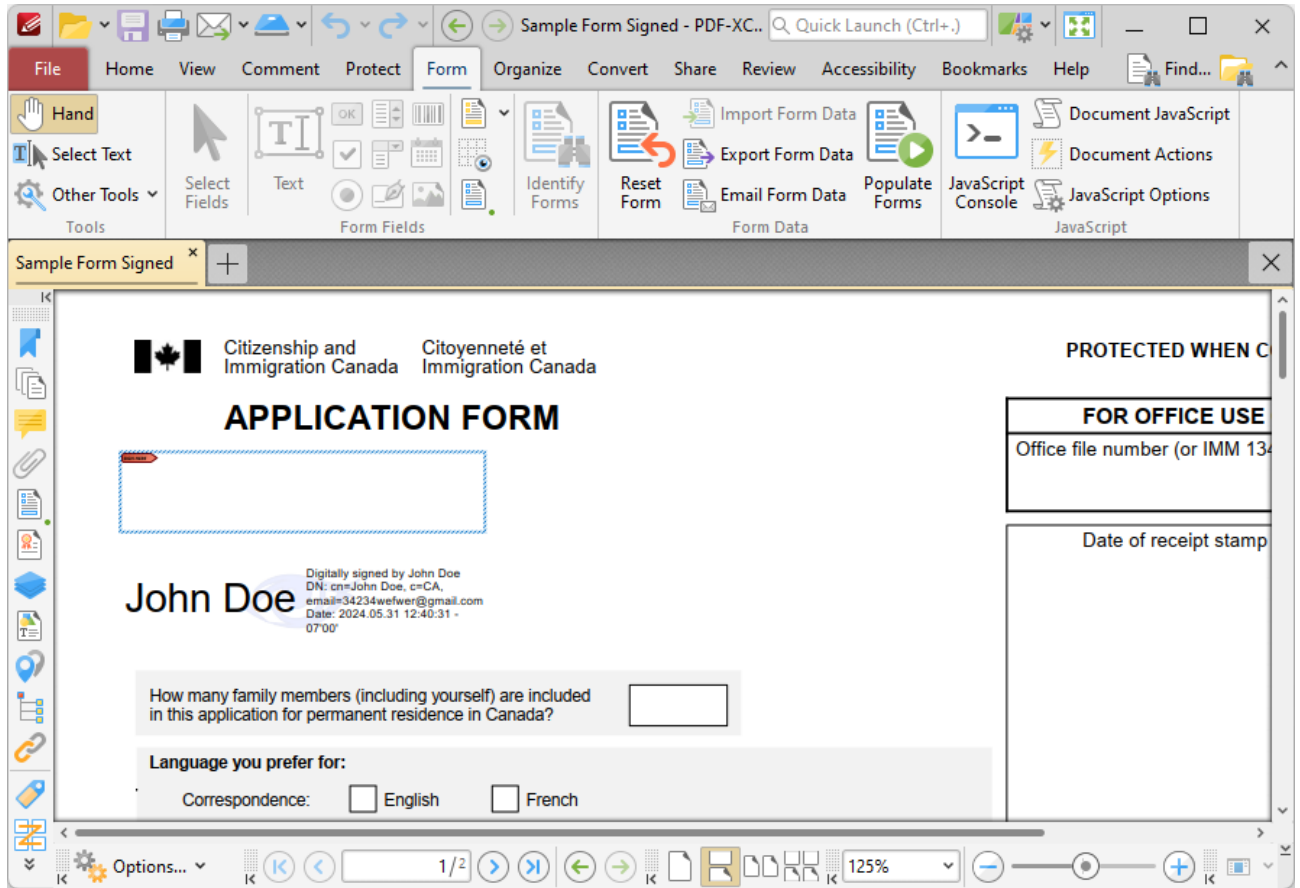 Sample Form Signed - PDF-XC..
Quick Launch (Ctrl+.)
File Home View Comment Protect Form Organize Convert Share Review Accessibility Bookmarks Help Find...
Hand
Select Text
Other Tools
Tools
Select Fields
Text
OK
Form Fields
Identify Forms
Reset Form
Import Form Data
Export Form Data
Email Form Data
Populate Forms
Form Data
JavaScript Console
Document JavaScript
Document Actions
JavaScript Options
JavaScript
Sample Form Signed
Citizenship and
Immigration Canada
Citoyenneté et
Immigration Canada
PROTECTED WHEN C
APPLICATION FORM
FOR OFFICE USE
Office file number (or IMM 134
Date of receipt stamp
John Doe
Digitally signed by John Doe
DN: cn=John Doe, c=CA,
email=34234wefwer@gmail.com
Date: 2024.05.31 12:40:31 -
07'00'
How many family members (including yourself) are included
in this application for permanent residence in Canada?
Language you prefer for:
Correspondence: English French
Options... 1/2 125%